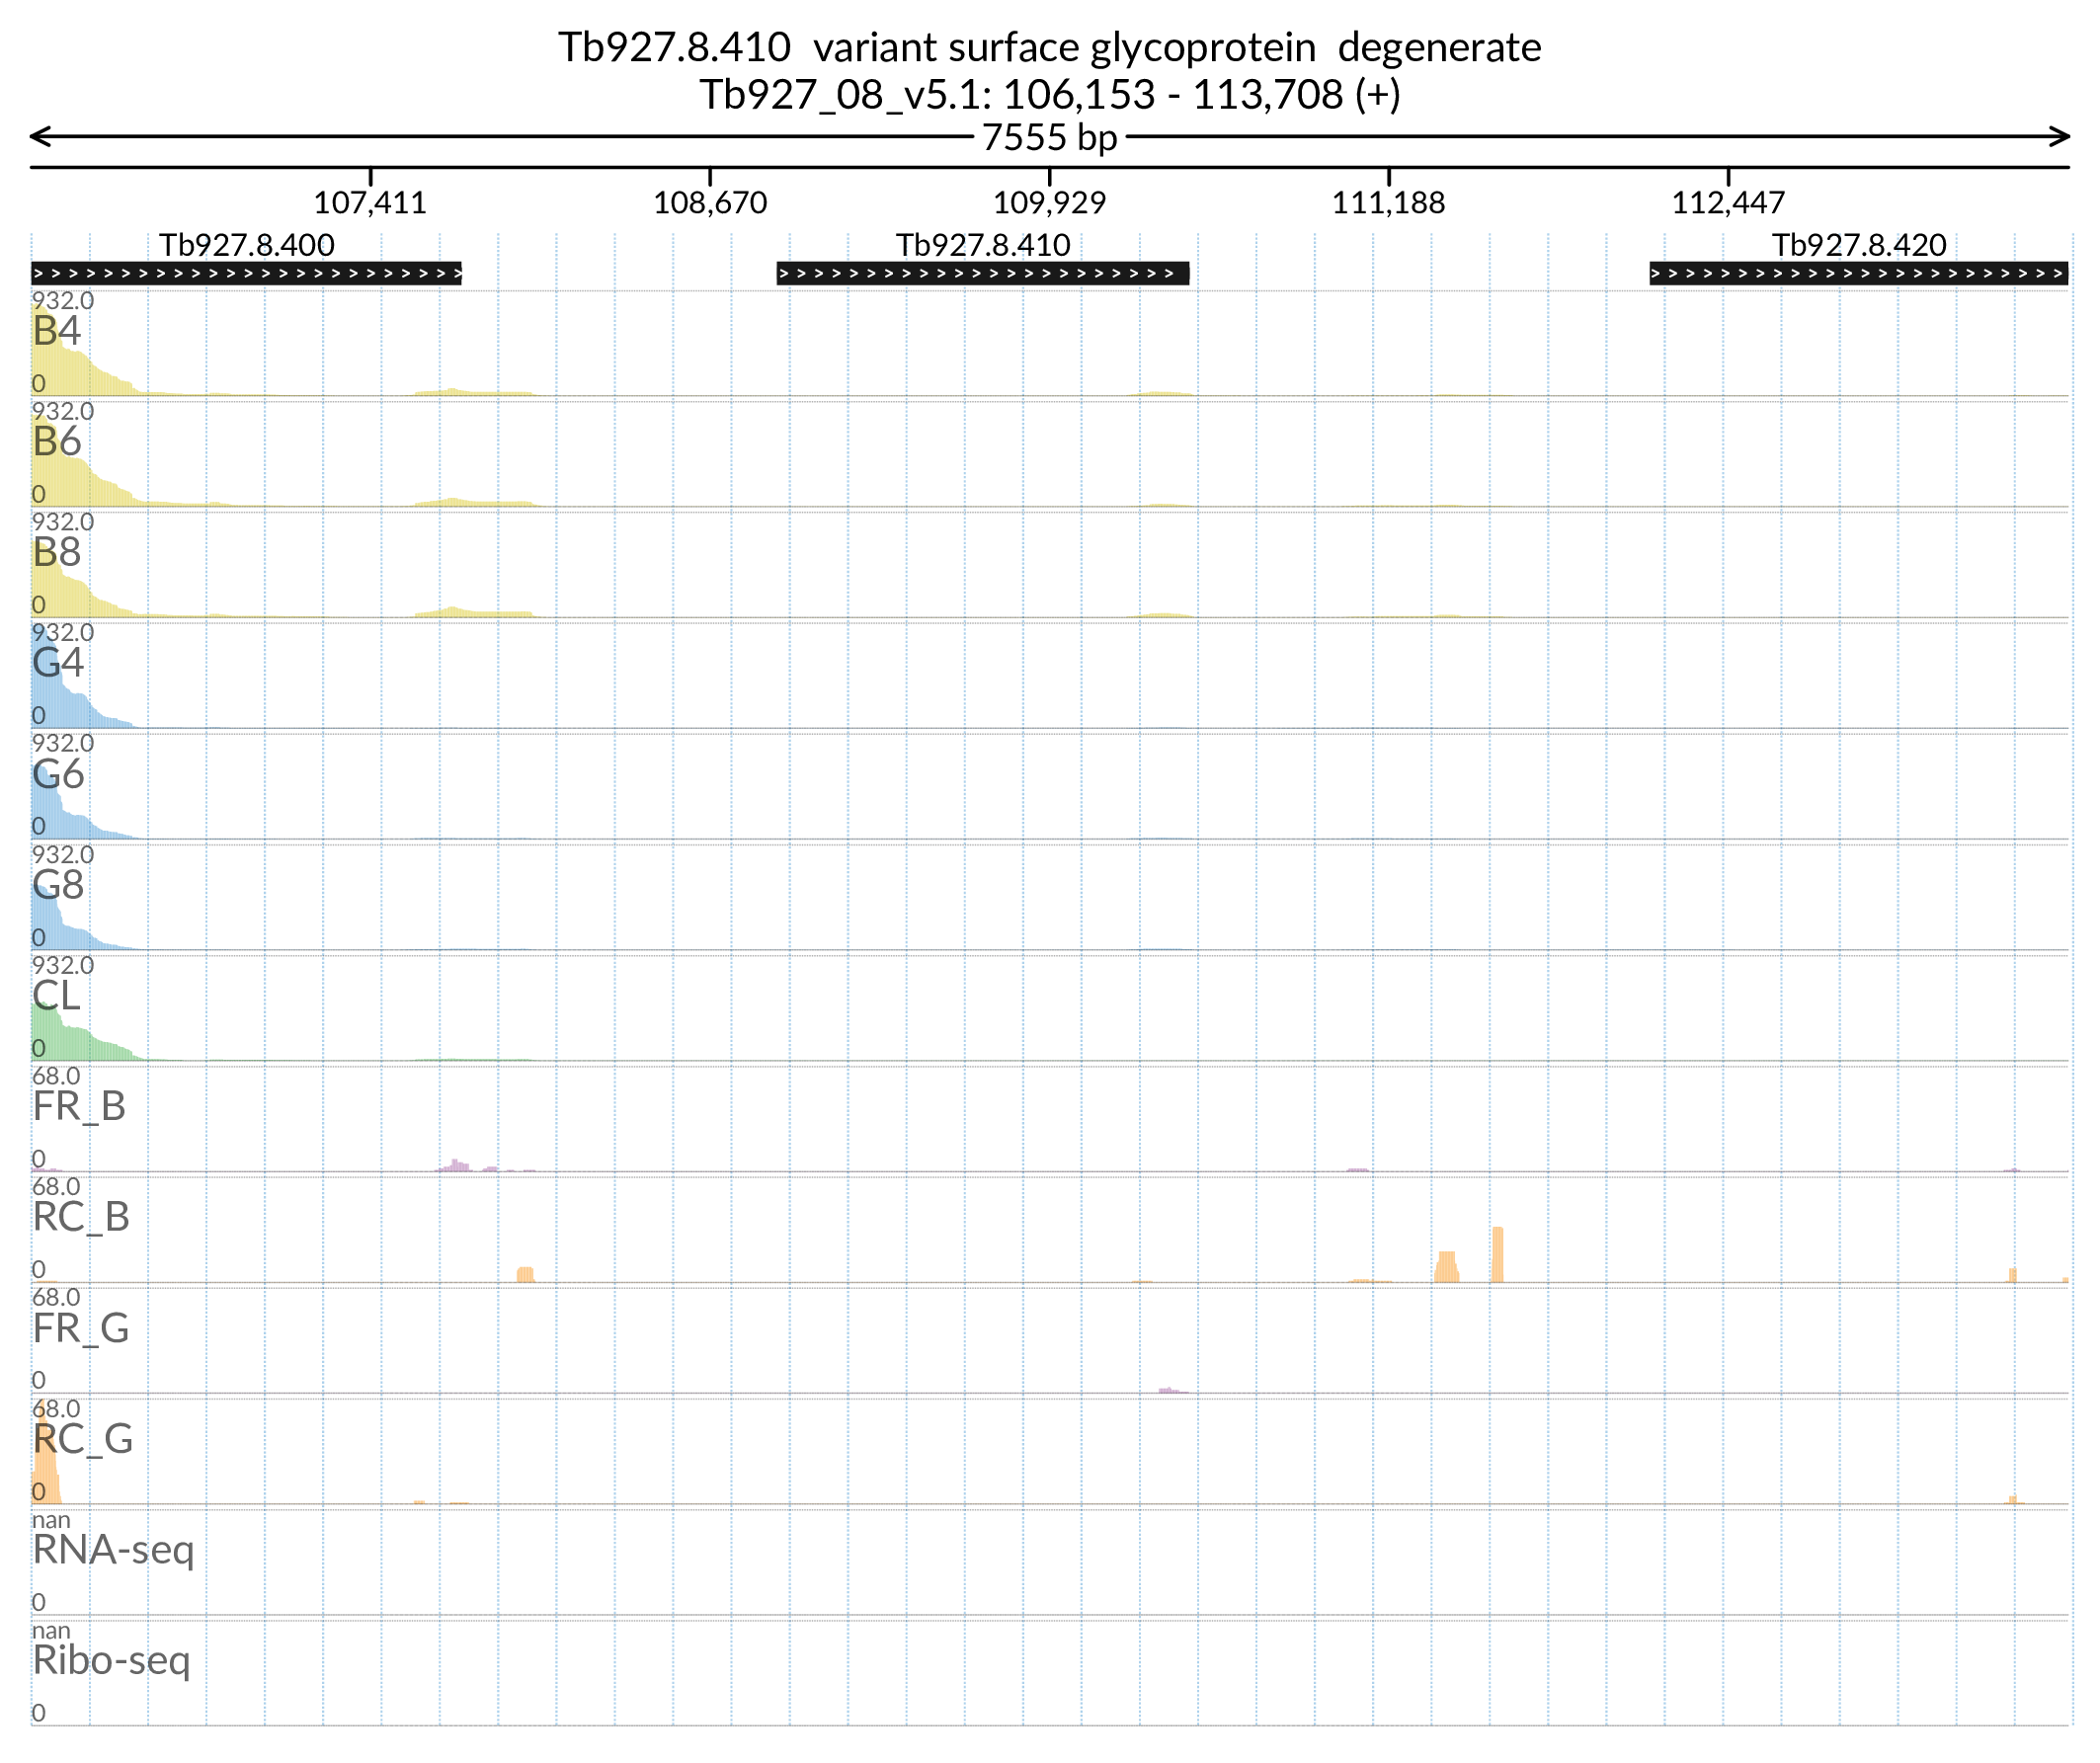 Tb927.8.410  variant surface glycoprotein  degenerate
Tb927_08_v5.1: 106,153 - 113,708 (+)
7555 bp
107,411 108,670 109,929 111,188 112,447
Tb927.8.400 Tb927.8.410 Tb927.8.420
932.0
B4
0
932.0
B6
0
932.0
B8
0
932.0
G4
0
932.0
G6
0
932.0
G8
0
932.0
CL
0
68.0
FR_B
0
68.0
RC_B
0
68.0
FR_G
0
68.0
RC_G
0
nan
RNA-seq
0
nan
Ribo-seq
0